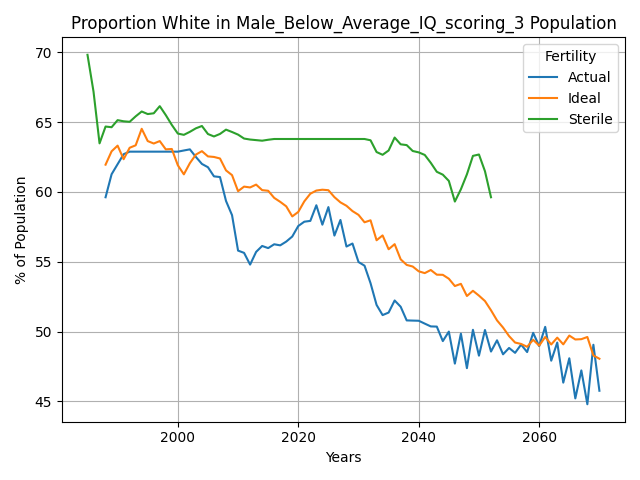 Proportion White in Male_Below_Average_IQ_scoring_3 Population
Fertility
Actual
Ideal
Sterile
% of Population
70
65
60
55
50
45
2000
2020
2040
2060
Years